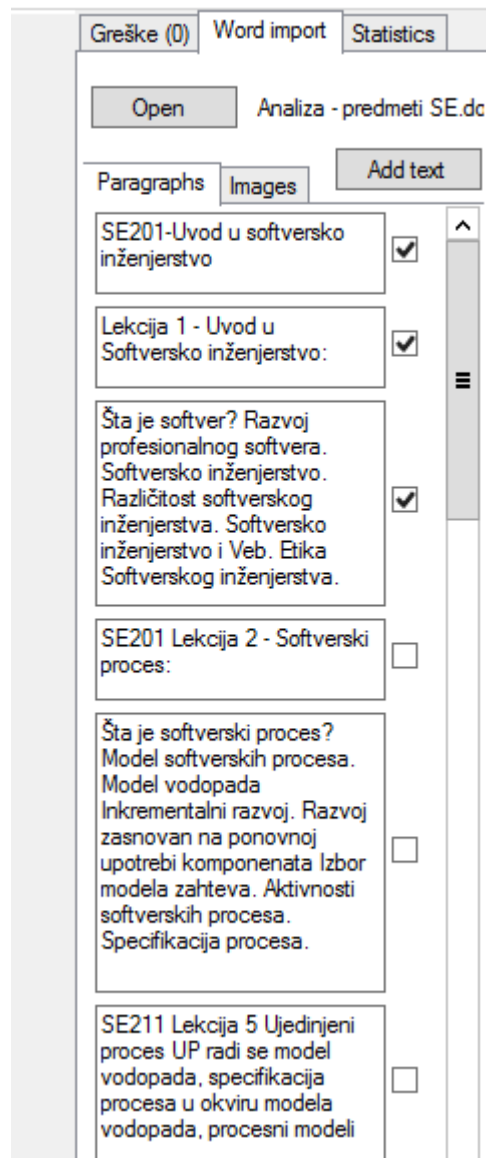 Greške (0) Word import Statistics
Open Analiza - predmeti SE.do
Add text
Paragraphs Images
SE201-Uvod u softversko
inženjerstvo
Lekcija 1 - Uvod u
Softversko inženjerstvo:
Šta je softver? Razvoj
profesionalnog softvera.
Softversko inženjerstvo.
Različitost softverskog
inženjerstva. Softversko
inženjerstvo i Veb. Etika
Softverskog inženjerstva.
SE201 Lekcija 2 - Softverski
proces:
Šta je softverski proces?
Model softverskih procesa.
Model vodopada
Inkrementalni razvoj. Razvoj
zasnovan na ponovnoj
upotrebi komponenata Izbor
modela zahteva. Aktivnosti
softverskih procesa.
Specifikacija procesa.
SE211 Lekcija 5 Ujedinjeni
proces UP radi se model
vodopada, specifikacija
procesa u okviru modela
vodopada, procesni modeli